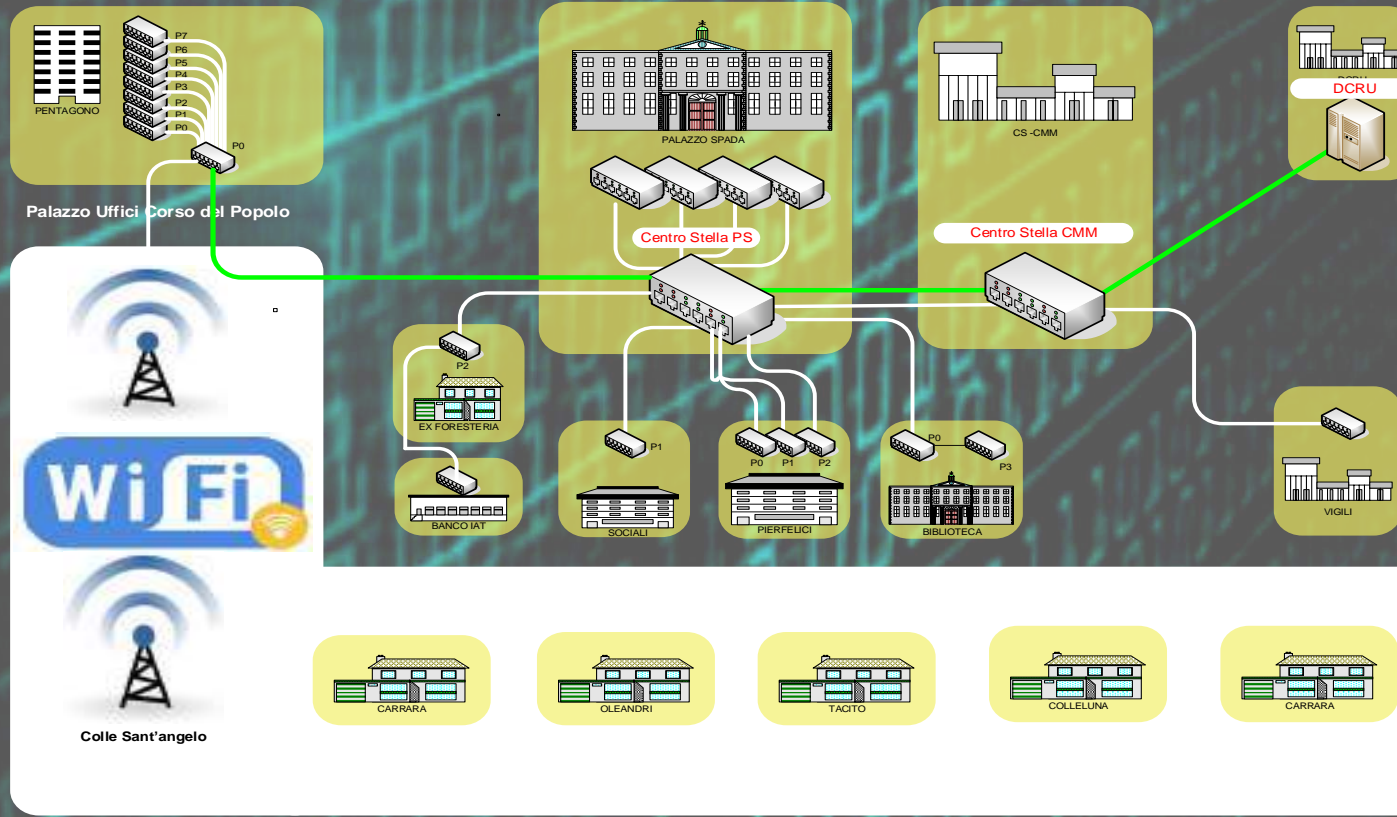 P7
P6
P5
P4
P3
P2
P1
P0
P0
PENTAGONO
Palazzo Uffici Corso del Popolo
PALAZZO SPADA
Centro Stella PS
CS -CMM
Centro Stella CMM
DCRU
DCRU
P2
EX FORESTERIA
BANCO IAT
P1
SOCIALI
P0
P1
P2
PIERFELICI
P0
P3
BIBLIOTECA
VIGILI
WiFi
Colle Sant'angelo
CARRARA
OLEANDRI
TACITO
COLLELUNA
CARRARA